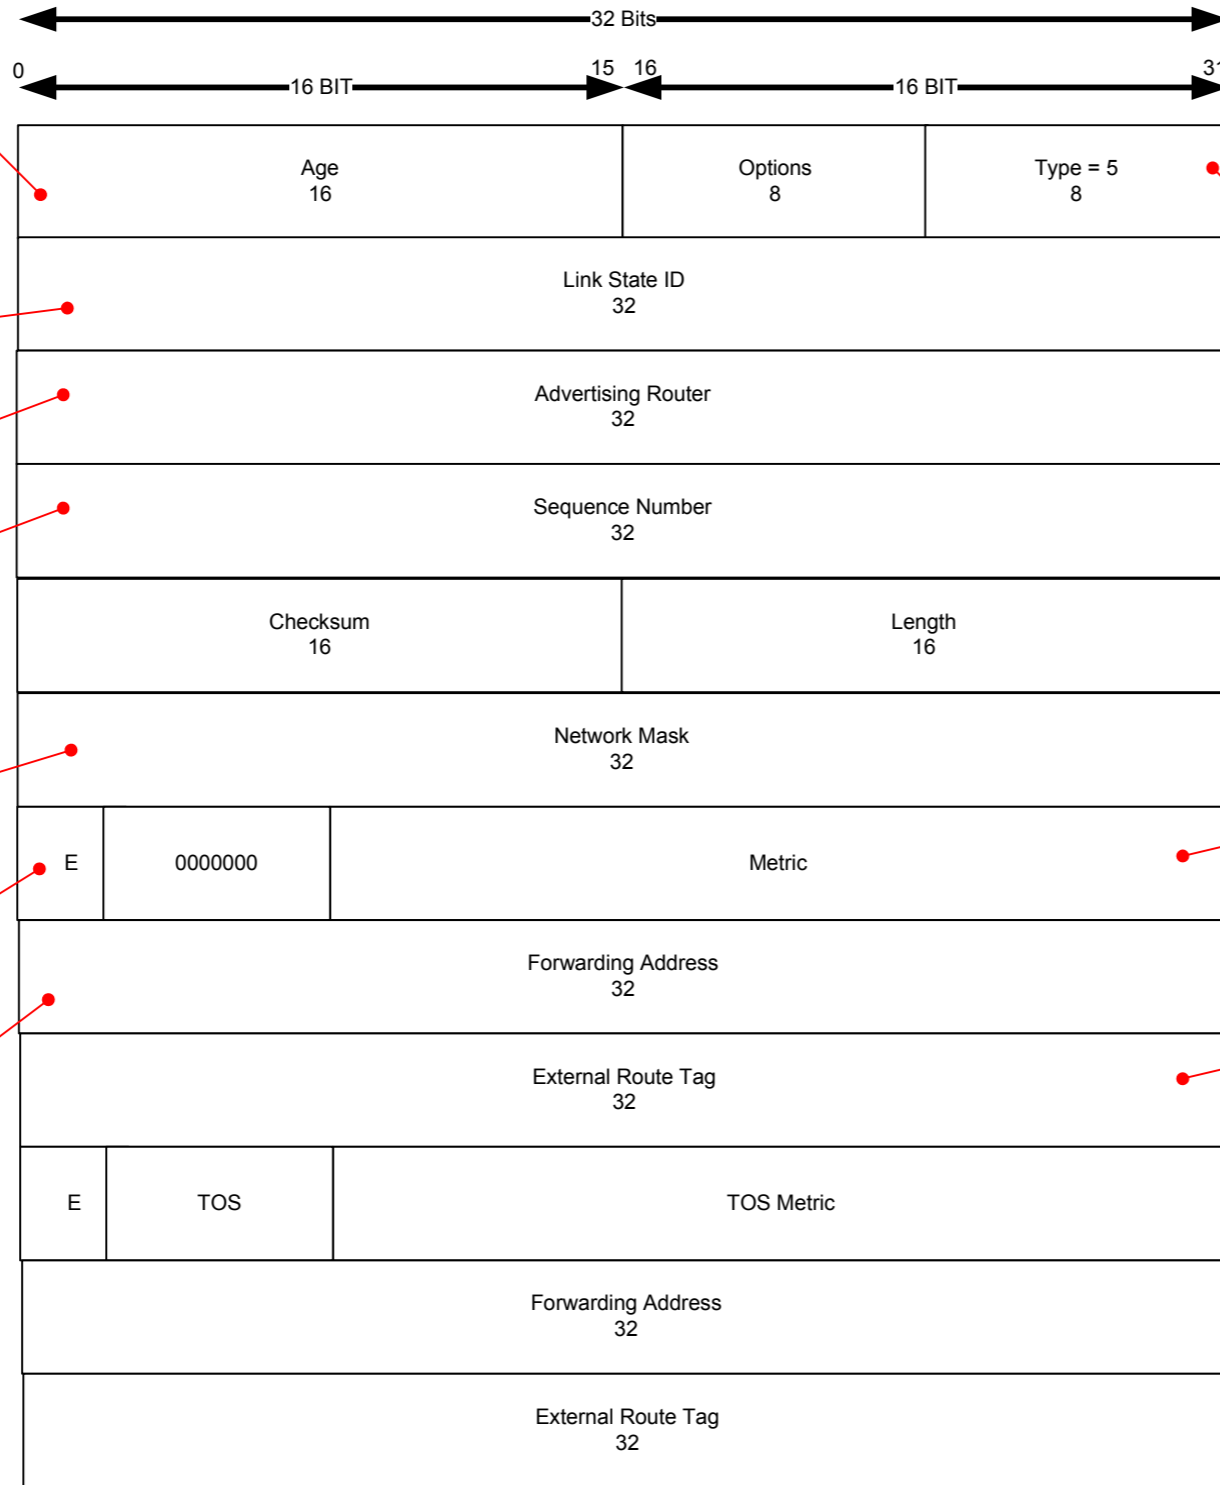 32 Bits
0 15 16 31
16 BIT 16 BIT
Age Options Type = 5
16 8 8
Link State ID
32
Advertising Router
32
Sequence Number
32
Checksum Length
16 16
Network Mask
32
E 0000000 Metric
Forwarding Address
32
External Route Tag
32
E TOS TOS Metric
Forwarding Address
32
External Route Tag
32